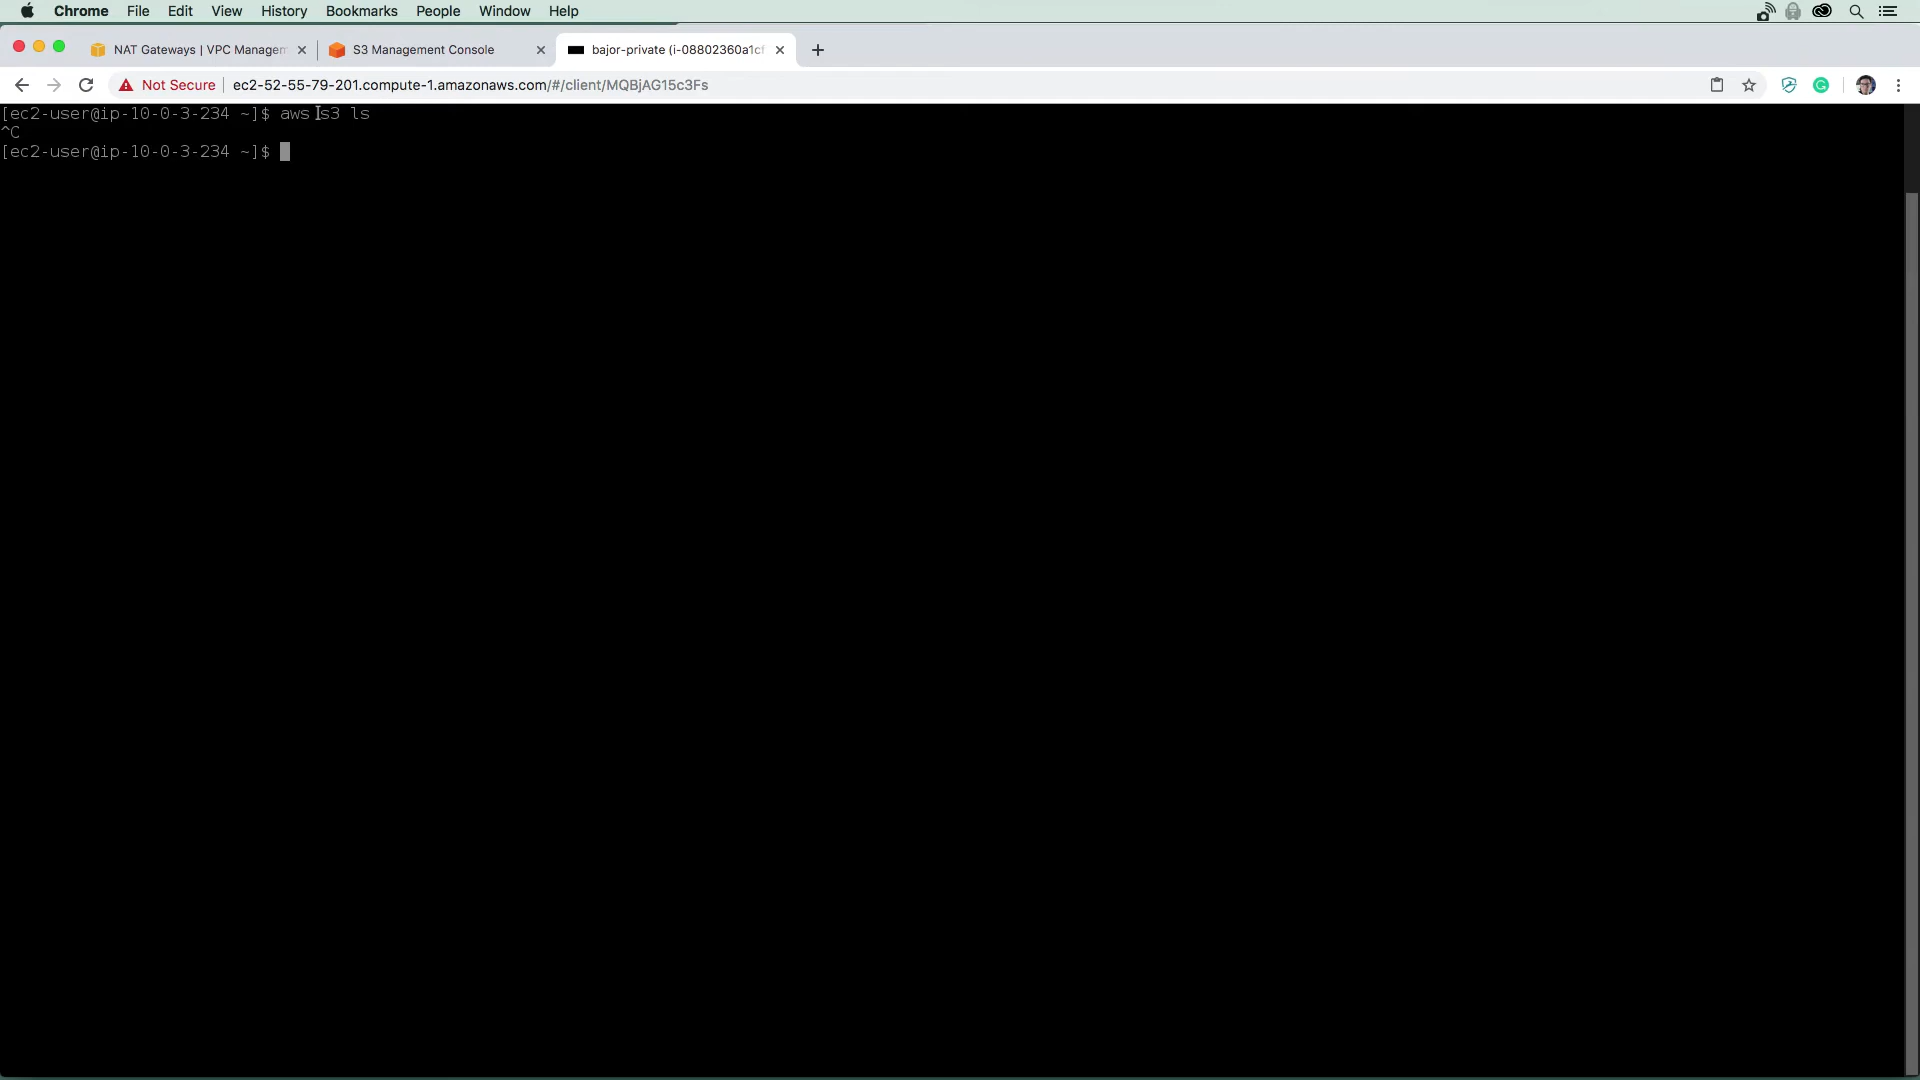 Chrome File Edit View History Bookmarks People Window Help
NAT Gateways | VPC Managem
S3 Management Console
bajor-private (i-08802360a1cf
Not Secure ec2-52-55-79-201.compute-1.amazonaws.com/#/client/MQBjAG15c3Fs
[ec2-user@ip-10-0-3-234 ~]$ aws s3 ls
^C
[ec2-user@ip-10-0-3-234 ~]$